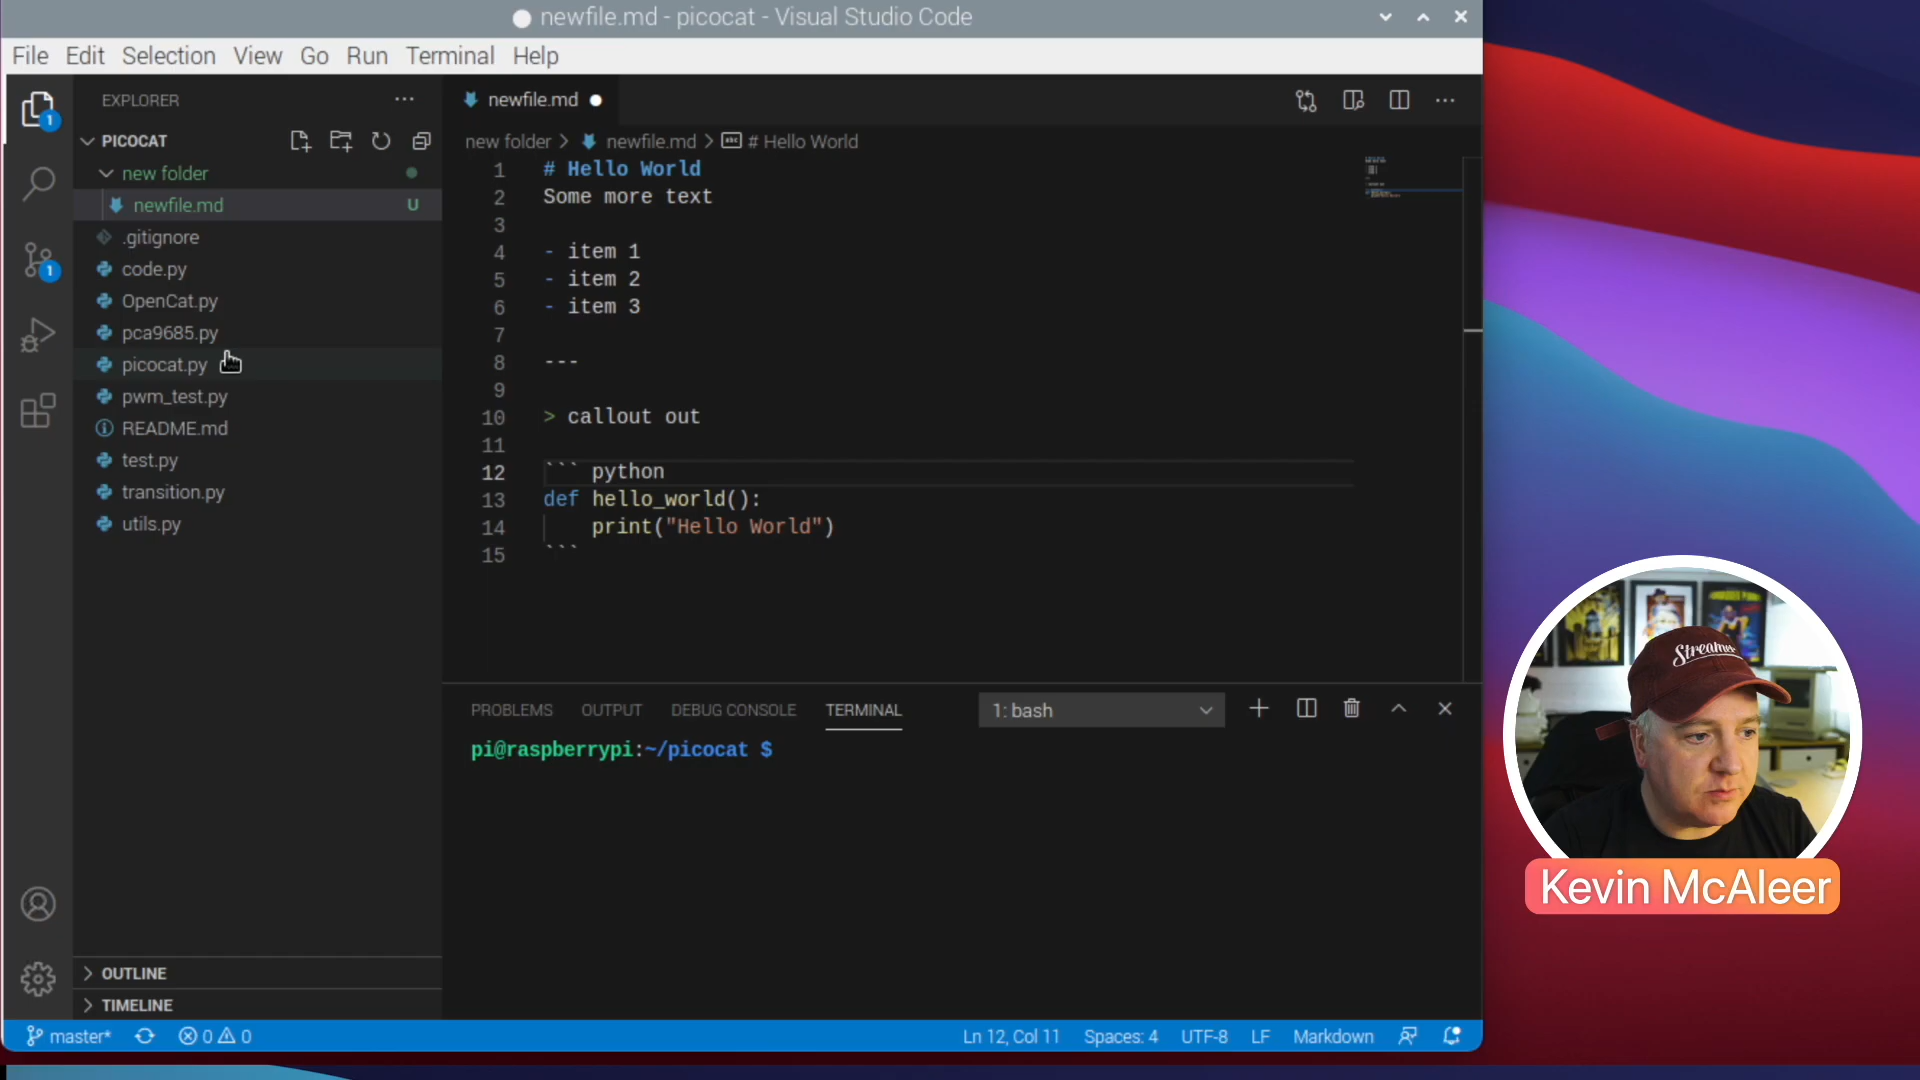 newfile.md - picocat - Visual Studio Code
File Edit Selection View Go Run Terminal Help
EXPLORER
PICOCAT
new folder
newfile.md U
.gitignore
code.py
OpenCat.py
pca9685.py
picocat.py
pwm_test.py
README.md
test.py
transition.py
utils.py
OUTLINE
TIMELINE
1
1
newfile.md
new folder > newfile.md > # Hello World
1 # Hello World
2 Some more text
3
4 - item 1
5 - item 2
6 - item 3
7
8 ---
9
10 > callout out
11
12 ``` python
13 def hello_world():
14 print("Hello World")
15 ```
PROBLEMS OUTPUT DEBUG CONSOLE TERMINAL 1: bash
pi@raspberrypi:~/picocat $
master* 0 0 Ln 12, Col 11 Spaces: 4 UTF-8 LF Markdown
Kevin McAleer